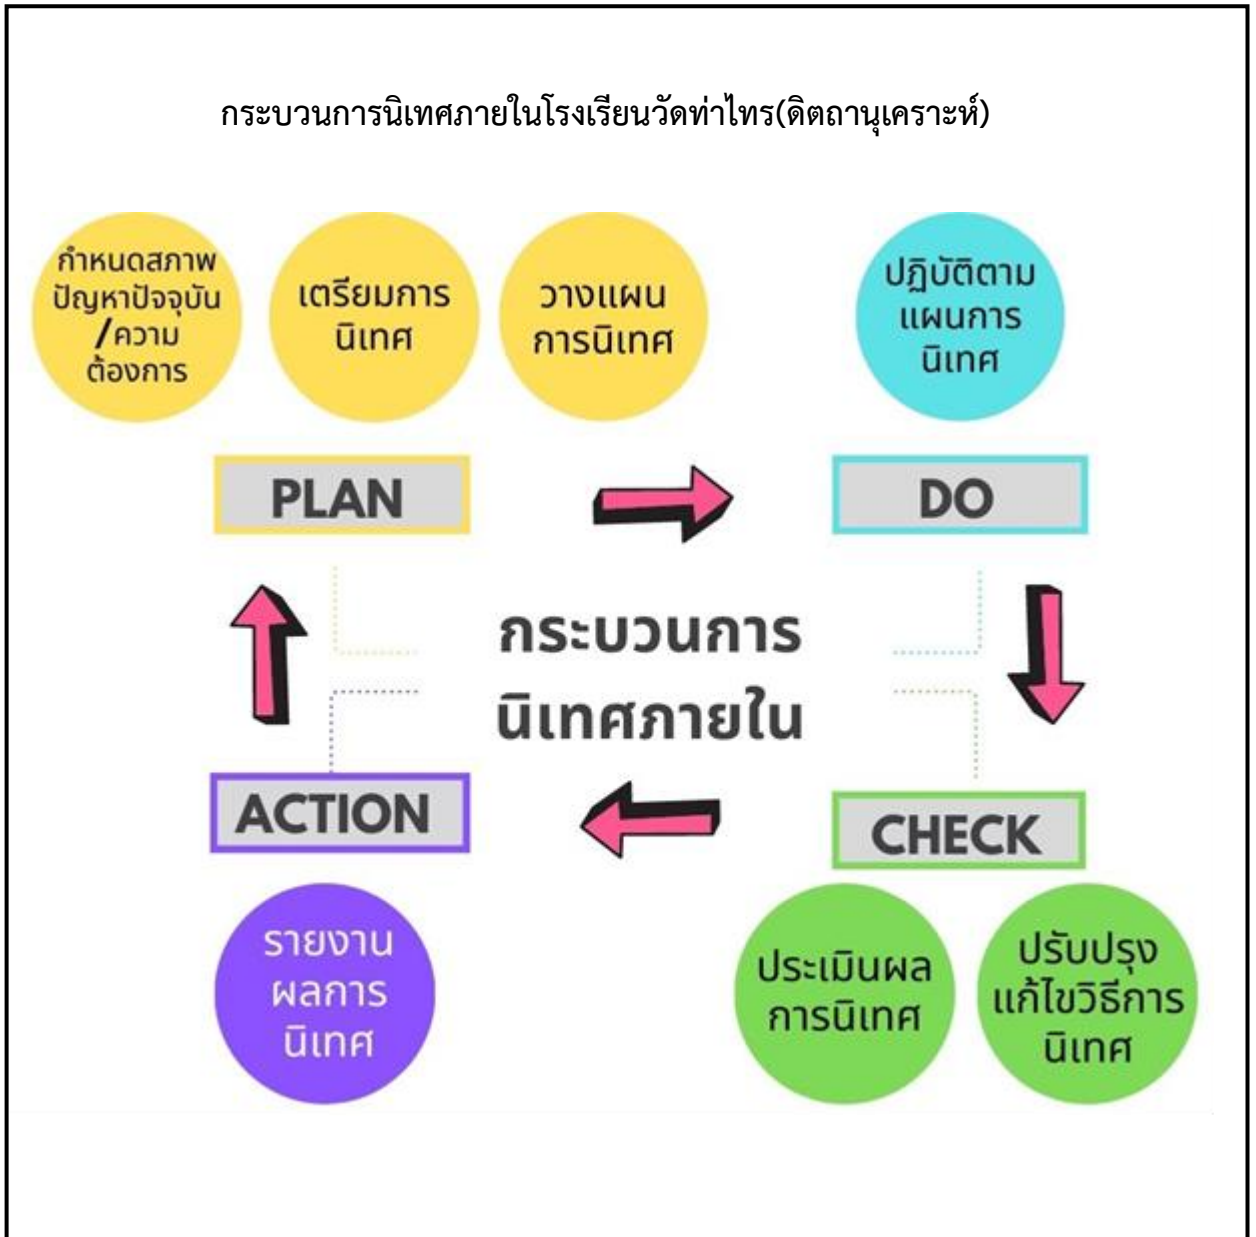 กระบวนการนิเทศภายในโรงเรียนวัดท่าไทร(ดิตถานุเคราะห์)
กำหนดสภาพ
ปัญหาปัจจุบัน
/ความ
ต้องการ
เตรียมการ
นิเทศ
วางแผน
การนิเทศ
ปฏิบัติตาม
แผนการ
นิเทศ
PLAN
DO
กระบวนการ
นิเทศภายใน
ACTION
CHECK
รายงาน
ผลการ
นิเทศ
ประเมินผล
การนิเทศ
ปรับปรุง
แก้ไขวิธีการ
นิเทศ